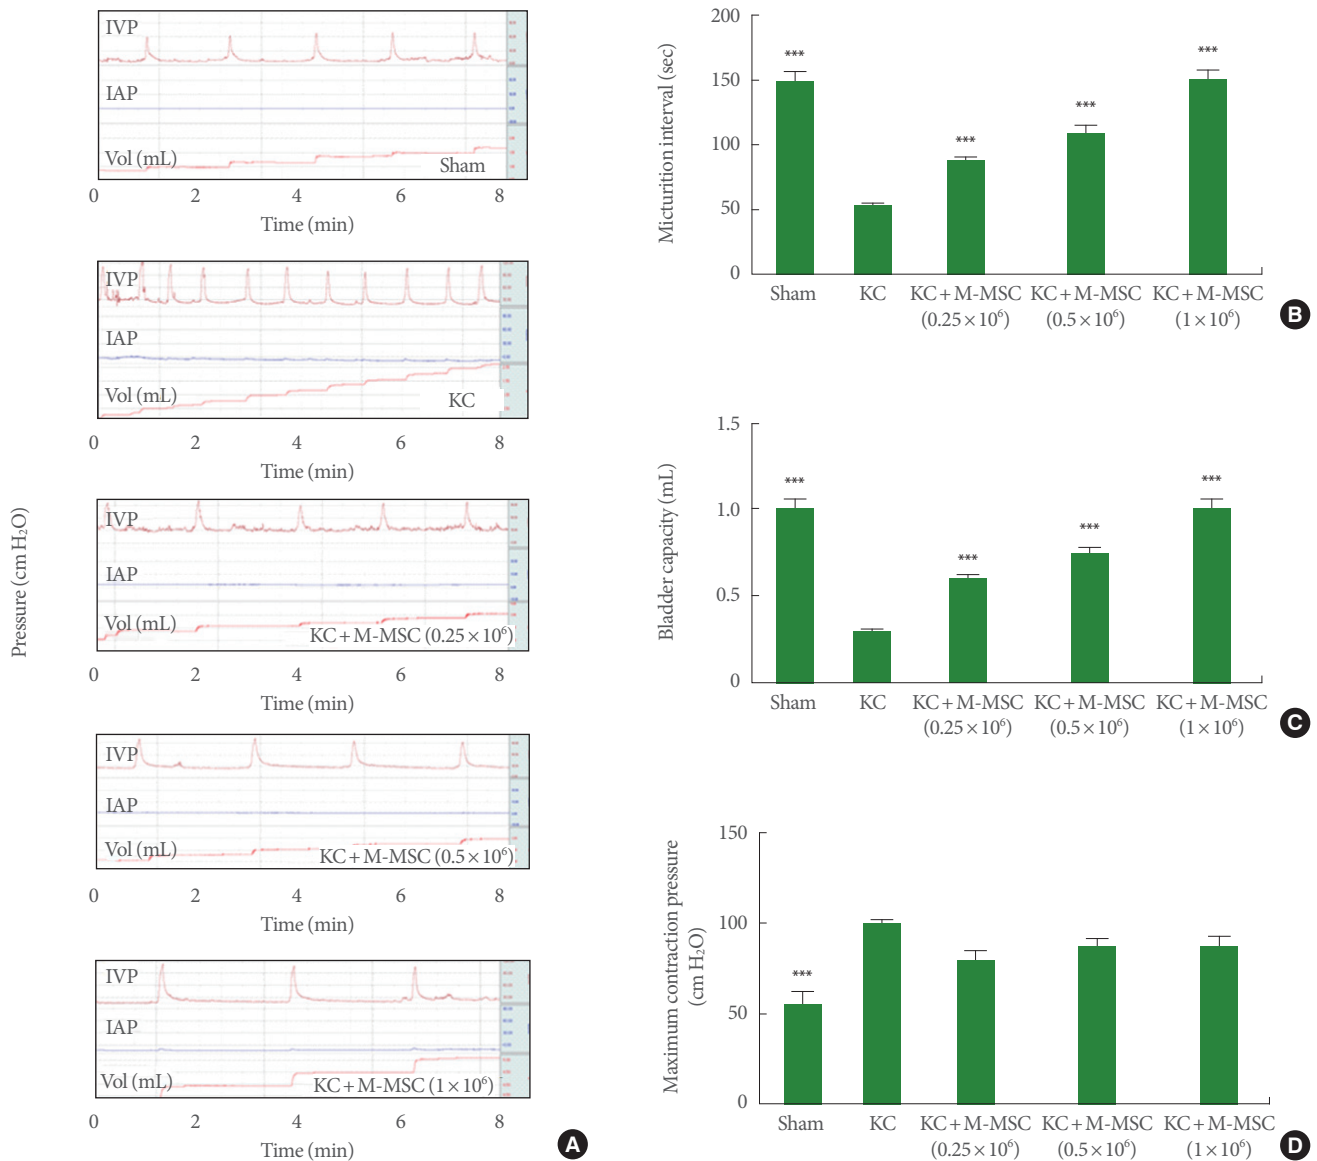 Pressure (cm H₂O)
IVP
IAP
Vol (mL)
Sham
0 2 4 6 8
Time (min)
IVP
IAP
Vol (mL)
KC
0 2 4 6 8
Time (min)
IVP
IAP
Vol (mL)
KC + M-MSC (0.25 × 10⁶)
0 2 4 6 8
Time (min)
IVP
IAP
Vol (mL)
KC + M-MSC (0.5 × 10⁶)
0 2 4 6 8
Time (min)
IVP
IAP
Vol (mL)
KC + M-MSC (1 × 10⁶)
0 2 4 6 8
Time (min)
A
Micturition interval (sec)
200
150
100
50
0
*** *** *** ***
Sham KC KC + M-MSC KC + M-MSC KC + M-MSC
(0.25 × 10⁶) (0.5 × 10⁶) (1 × 10⁶)
B
Bladder capacity (mL)
1.5
1.0
0.5
0
*** *** *** ***
Sham KC KC + M-MSC KC + M-MSC KC + M-MSC
(0.25 × 10⁶) (0.5 × 10⁶) (1 × 10⁶)
C
Maximum contraction pressure
(cm H₂O)
150
100
50
0
***
Sham KC KC + M-MSC KC + M-MSC KC + M-MSC
(0.25 × 10⁶) (0.5 × 10⁶) (1 × 10⁶)
D